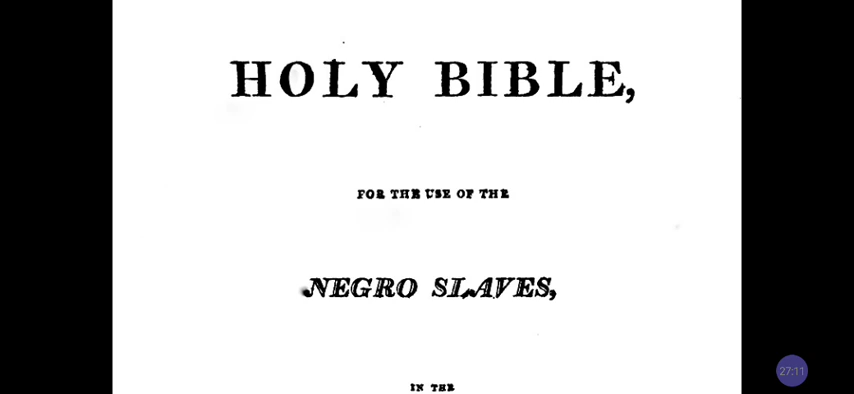 HOLY BIBLE,
FOR THE USE OF THE
NEGRO SLAVES,
IN THE
27:11